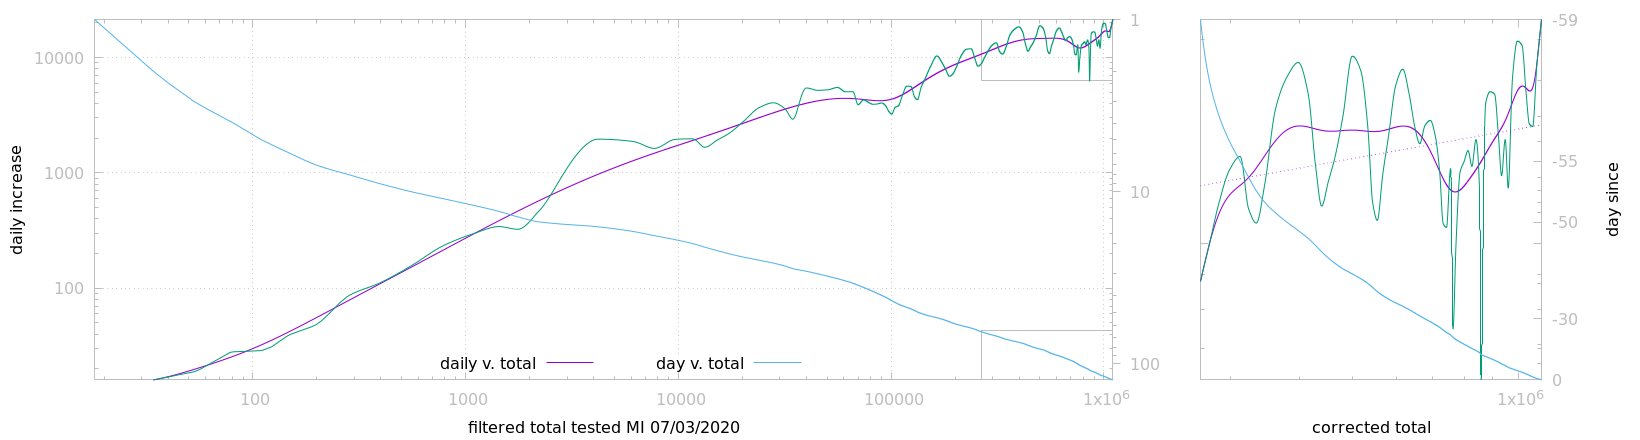 daily increase
10000
1000
100
daily v. total
day v. total
100
1000
10000
100000
1x10^6
filtered total tested MI 07/03/2020
1
10
100
-59
-55
-50
-30
0
day since
1x10^6
corrected total